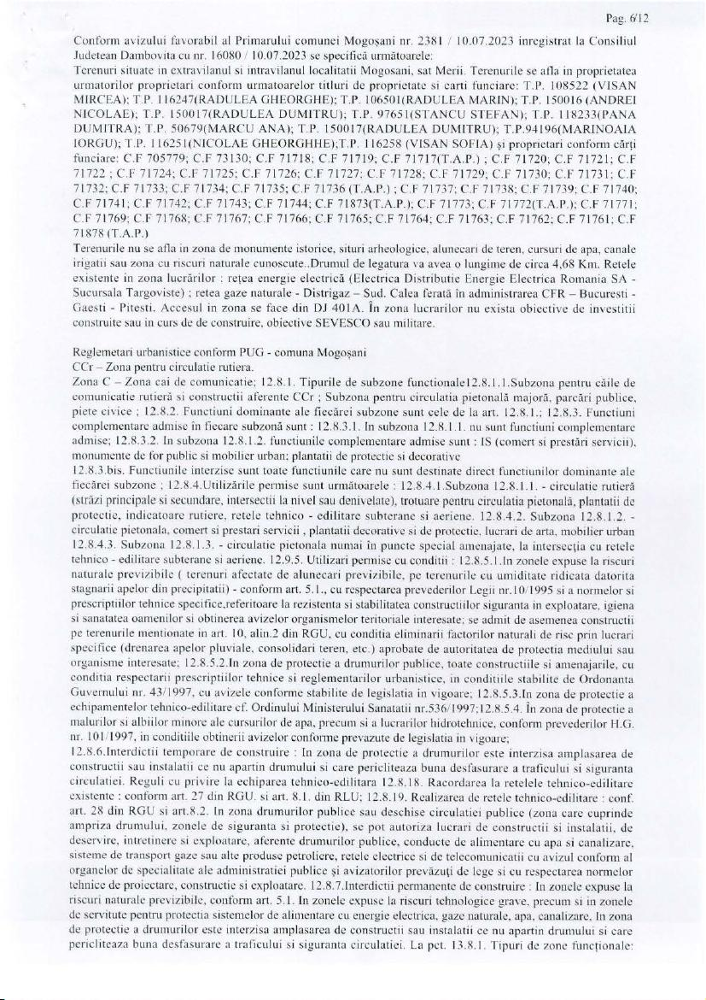 Pag. 6/12
Conform avizului favorabil al Primarului comunei Mogoșani nr. 2381 / 10.07.2023 inregistrat la Consiliul
Judetean Dambovita cu nr. 16080 / 10.07.2023 se specifică următoarele:
Terenuri situate in extravilanul si intravilanul localitatii Mogosani, sat Merii. Terenurile se afla in proprietatea
urmatorilor proprietari conform urmatoarelor titluri de proprietate si carti funciare: T.P. 108522 (VISAN
MIRCEA); T.P. 116247(RADULEA GHEORGHE); T.P. 106501(RADULEA MARIN); T.P. 150016 (ANDREI
NICOLAE); T.P. 150017(RADULEA DUMITRU); T.P. 97651(STANCU STEFAN); T.P. 118233(PANA
DUMITRA); T.P. 50679(MARCU ANA); T.P. 150017(RADULEA DUMITRU); T.P.94196(MARINOAIA
IORGU); T.P. 116251(NICOLAE GHEORGHHE);T.P. 116258 (VISAN SOFIA) și proprietari conform cărți
funciare: C.F 705779; C.F 73130; C.F 71718; C.F 71719; C.F 71717(T.A.P.) ; C.F 71720; C.F 71721; C.F
71722 ; C.F 71724; C.F 71725; C.F 71726; C.F 71727; C.F 71728; C.F 71729; C.F 71730; C.F 71731; C.F
71732; C.F 71733; C.F 71734; C.F 71735; C.F 71736 (T.A.P.) ; C.F 71737; C.F 71738; C.F 71739; C.F 71740;
C.F 71741; C.F 71742; C.F 71743; C.F 71744; C.F 71873(T.A.P.); C.F 71773; C.F 71772(T.A.P.); C.F 71771;
C.F 71769; C.F 71768; C.F 71767; C.F 71766; C.F 71765; C.F 71764; C.F 71763; C.F 71762; C.F 71761; C.F
71878 (T.A.P.)
Terenurile nu se afla in zona de monumente istorice, situri arheologice, alunecari de teren, cursuri de apa, canale
irigatii sau zona cu riscuri naturale cunoscute..Drumul de legatura va avea o lungime de circa 4,68 Km. Retele
existente in zona lucrărilor : rețea energie electrică (Electrica Distributie Energie Electrica Romania SA -
Sucursala Targoviste) ; retea gaze naturale - Distrigaz – Sud. Calea ferată în administrarea CFR – Bucuresti -
Gaesti - Pitesti. Accesul in zona se face din DJ 401A. În zona lucrarilor nu exista obiective de investitii
construite sau in curs de de construire, obiective SEVESCO sau militare.

Reglemetari urbanistice conform PUG - comuna Mogoșani
CCr – Zona pentru circulatie rutiera.
Zona C – Zona cai de comunicatie; 12.8.1. Tipurile de subzone functionale12.8.1.1.Subzona pentru căile de
comunicatie rutieră si constructii aferente CCr ; Subzona pentru circulatia pietonală majoră, parcări publice,
piete civice ; 12.8.2. Functiuni dominante ale fiecărei subzone sunt cele de la art. 12.8.1.; 12.8.3. Functiuni
complementare admise în fiecare subzonă sunt : 12.8.3.1. In subzona 12.8.1.1. nu sunt functiuni complementare
admise; 12.8.3.2. In subzona 12.8.1.2. functiunile complementare admise sunt : IS (comert si prestări servicii),
monumente de for public si mobilier urban; plantatii de protectie si decorative
12.8.3.bis. Functiunile interzise sunt toate functiunile care nu sunt destinate direct functiunilor dominante ale
fiecărei subzone ; 12.8.4.Utilizările permise sunt următoarele : 12.8.4.1.Subzona 12.8.1.1. - circulatie rutieră
(străzi principale si secundare, intersectii la nivel sau denivelate), trotuare pentru circulatia pietonală, plantatii de
protectie, indicatoare rutiere, retele tehnico - edilitare subterane si aeriene. 12.8.4.2. Subzona 12.8.1.2. -
circulatie pietonala, comert si prestari servicii , plantatii decorative si de protectie, lucrari de arta, mobilier urban
12.8.4.3. Subzona 12.8.1.3. - circulatie pietonala numai în puncte special amenajate, la intersecția cu retele
tehnico - edilitare subterane si aeriene. 12.9.5. Utilizari permise cu conditii : 12.8.5.1.In zonele expuse la riscuri
naturale previzibile ( terenuri afectate de alunecari previzibile, pe terenurile cu umiditate ridicata datorita
stagnarii apelor din precipitatii) - conform art. 5.1., cu respectarea prevederilor Legii nr.10/1995 si a normelor si
prescriptiilor tehnice specifice,referitoare la rezistenta si stabilitatea constructiilor siguranta in exploatare, igiena
si sanatatea oamenilor si obtinerea avizelor organismelor teritoriale interesate; se admit de asemenea constructii
pe terenurile mentionate in art. 10, alin.2 din RGU, cu conditia eliminarii factorilor naturali de risc prin lucrari
specifice (drenarea apelor pluviale, consolidari teren, etc.) aprobate de autoritatea de protectia mediului sau
organisme interesate; 12.8.5.2.In zona de protectie a drumurilor publice, toate constructiile si amenajarile, cu
conditia respectarii prescriptiilor tehnice si reglementarilor urbanistice, in conditiile stabilite de Ordonanta
Guvernului nr. 43/1997, cu avizele conforme stabilite de legislatia in vigoare; 12.8.5.3.In zona de protectie a
echipamentelor tehnico-edilitare cf. Ordinului Ministerului Sanatatii nr.536/1997;12.8.5.4. În zona de protectie a
malurilor si albiilor minore ale cursurilor de apa, precum si a lucrarilor hidrotehnice, conform prevederilor H.G.
nr. 101/1997, in conditiile obtinerii avizelor conforme prevazute de legislatia in vigoare;
12.8.6.Interdictii temporare de construire : In zona de protectie a drumurilor este interzisa amplasarea de
constructii sau instalatii ce nu apartin drumului si care pericliteaza buna desfasurare a traficului si siguranta
circulatiei. Reguli cu privire la echiparea tehnico-edilitara 12.8.18. Racordarea la retelele tehnico-edilitare
existente : conform art. 27 din RGU. si art. 8.1. din RLU; 12.8.19. Realizarea de retele tehnico-edilitare : conf.
art. 28 din RGU si art.8.2. In zona drumurilor publice sau deschise circulatiei publice (zona care cuprinde
ampriza drumului, zonele de siguranta si protectie), se pot autoriza lucrari de constructii si instalatii, de
deservire, intretinere si exploatare, aferente drumurilor publice, conducte de alimentare cu apa si canalizare,
sisteme de transport gaze sau alte produse petroliere, retele electrice si de telecomunicatii cu avizul conform al
organelor de specialitate ale administratiei publice și avizatorilor prevăzuți de lege si cu respectarea normelor
tehnice de proiectare, constructie si exploatare. 12.8.7.Interdictii permanente de construire : In zonele expuse la
riscuri naturale previzibile, conform art. 5.1. In zonele expuse la riscuri tehnologice grave, precum si in zonele
de servitute pentru protectia sistemelor de alimentare cu energie electrica, gaze naturale, apa, canalizare, In zona
de protectie a drumurilor este interzisa amplasarea de constructii sau instalatii ce nu apartin drumului si care
pericliteaza buna desfasurare a traficului si siguranta circulatiei. La pct. 13.8.1. Tipuri de zone funcționale: